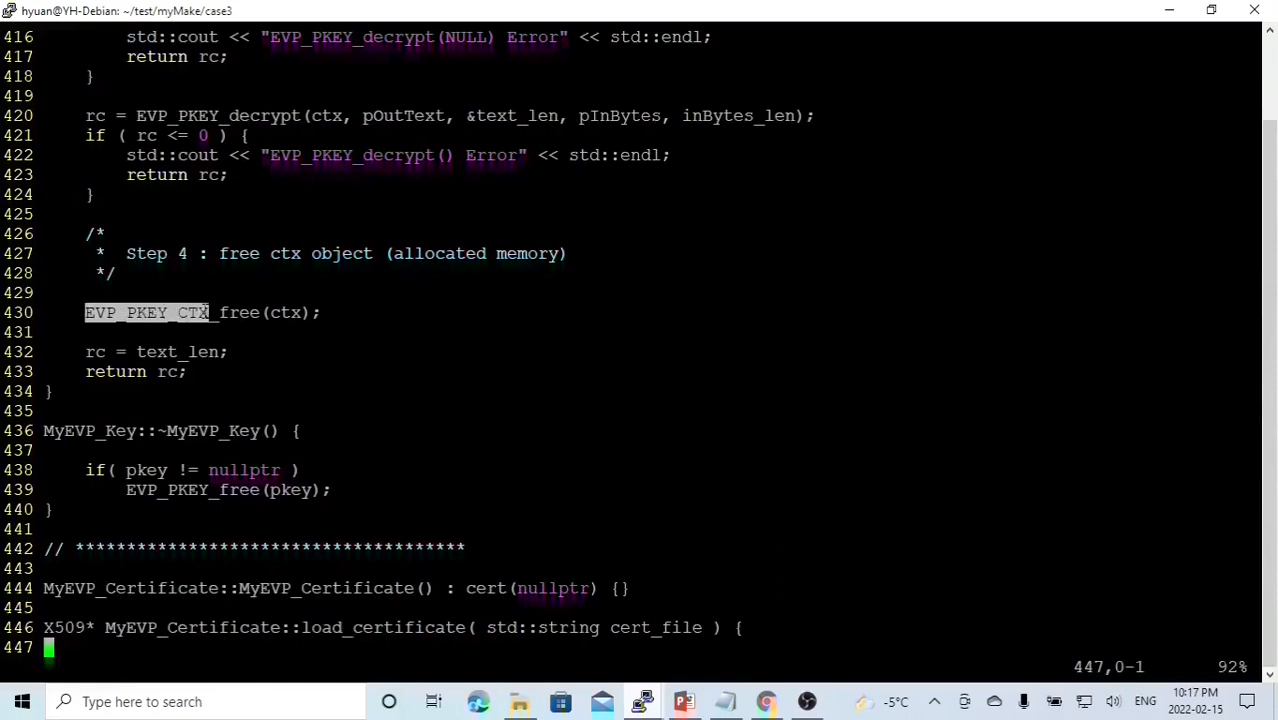 hyuan@YH-Debian: ~/test/myMake/case3
416 std::cout << "EVP_PKEY_decrypt(NULL) Error" << std::endl;
417 return rc;
418 }
419
420 rc = EVP_PKEY_decrypt(ctx, pOutText, &text_len, pInBytes, inBytes_len);
421 if ( rc <= 0 ) {
422 std::cout << "EVP_PKEY_decrypt() Error" << std::endl;
423 return rc;
424 }
425
426 /*
427 * Step 4 : free ctx object (allocated memory)
428 */
429
430 EVP_PKEY_CTX_free(ctx);
431
432 rc = text_len;
433 return rc;
434 }
435
436 MyEVP_Key::~MyEVP_Key() {
437
438 if( pkey != nullptr )
439 EVP_PKEY_free(pkey);
440 }
441
442 // **************************************
443
444 MyEVP_Certificate::MyEVP_Certificate() : cert(nullptr) {}
445
446 X509* MyEVP_Certificate::load_certificate( std::string cert_file ) {
447
447,0-1 92%
Type here to search
-5°C
ENG
10:17 PM
2022-02-15